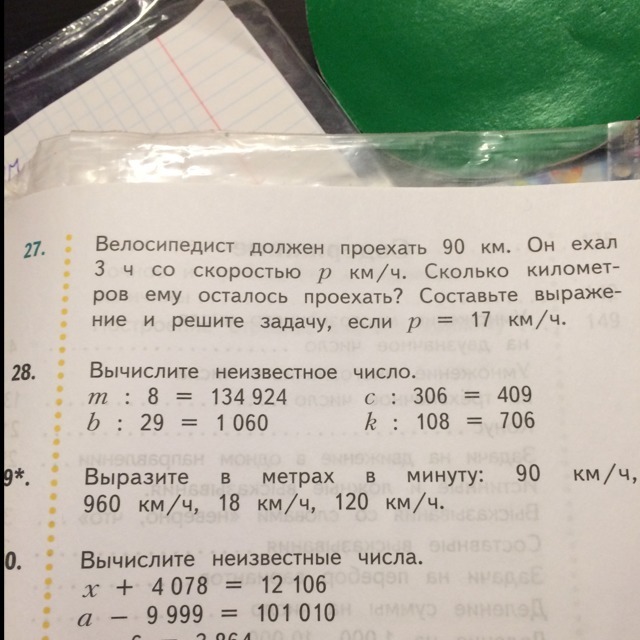 27. Велосипедист должен проехать 90 км. Он ехал
3 ч со скоростью p км/ч. Сколько километ-
ров ему осталось проехать? Составьте выраже-
ние и решите задачу, если p = 17 км/ч.
28. Вычислите неизвестное число.
m : 8 = 134 924 c : 306 = 409
b : 29 = 1 060 k : 108 = 706
9*. Выразите в метрах в минуту: 90 км/ч,
960 км/ч, 18 км/ч, 120 км/ч.
0. Вычислите неизвестные числа.
x + 4 078 = 12 106
a − 9 999 = 101 010